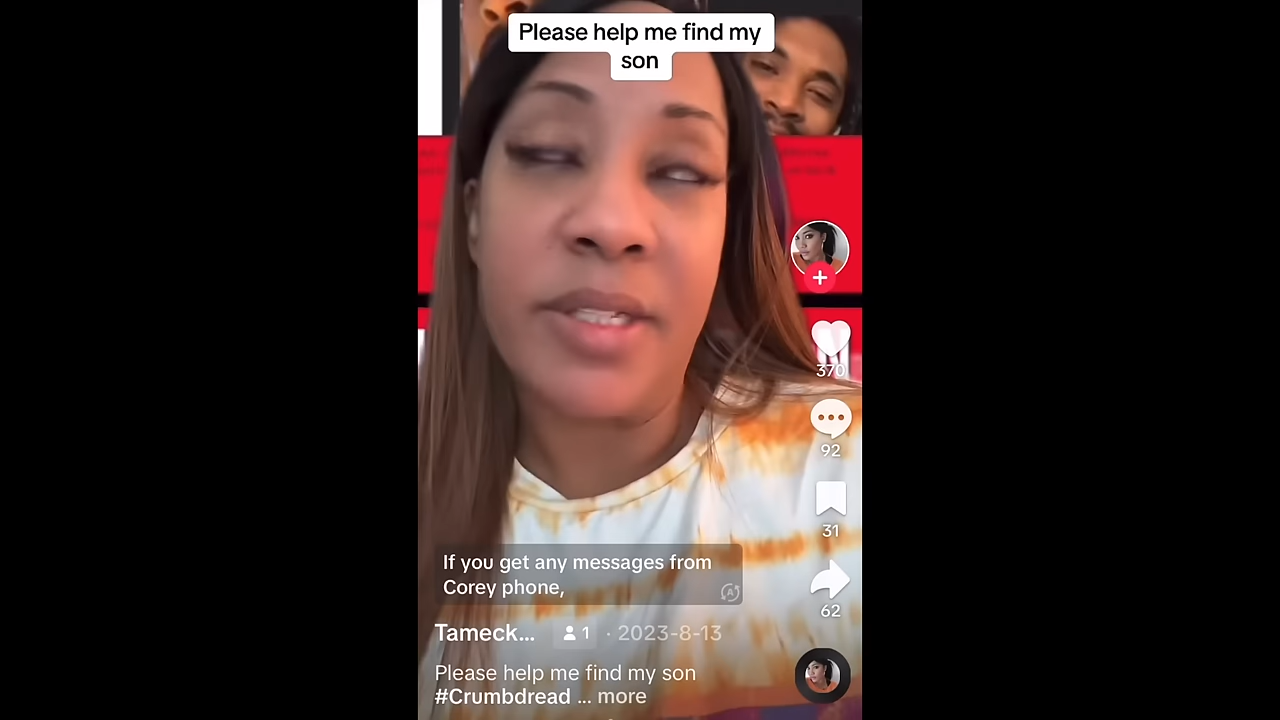 Please help me find my
son
370
92
31
If you get any messages from
Corey phone,
62
Tameck... 1 · 2023-8-13
Please help me find my son
#Crumbdread ... more